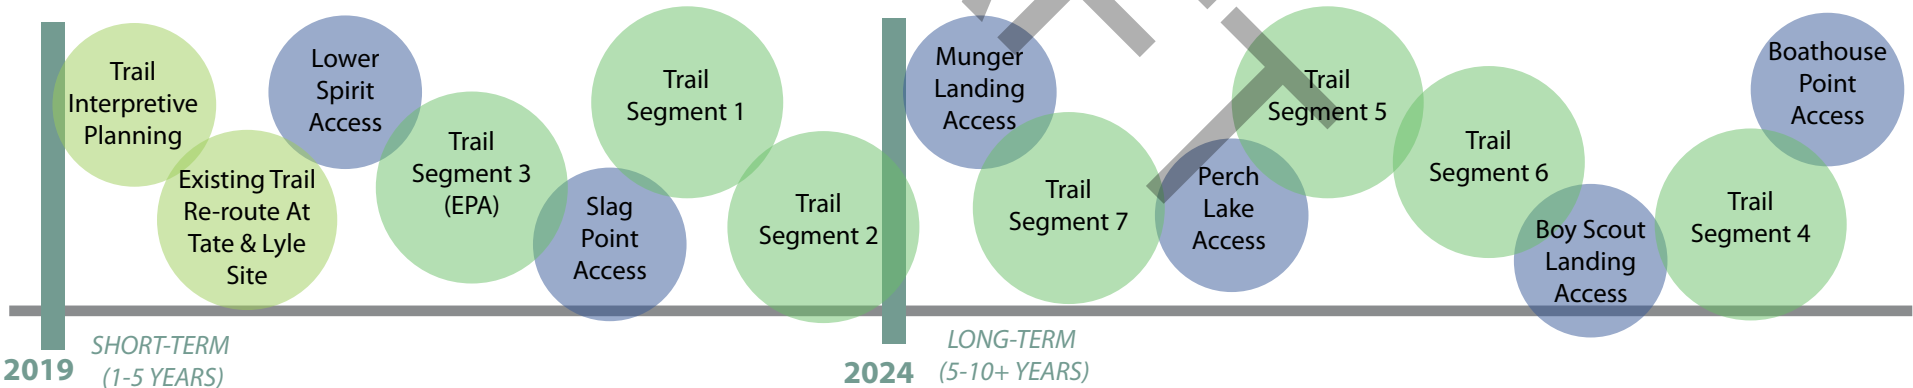 Trail
Interpretive
Planning
Existing Trail
Re-route At
Tate & Lyle
Site
Lower
Spirit
Access
Trail
Segment 3
(EPA)
Slag
Point
Access
Trail
Segment 1
Trail
Segment 2
Munger
Landing
Access
Trail
Segment 7
Perch
Lake
Access
Trail
Segment 5
Trail
Segment 6
Boy Scout
Landing
Access
Trail
Segment 4
Boathouse
Point
Access
2019
SHORT-TERM
(1-5 YEARS)
2024
LONG-TERM
(5-10+ YEARS)